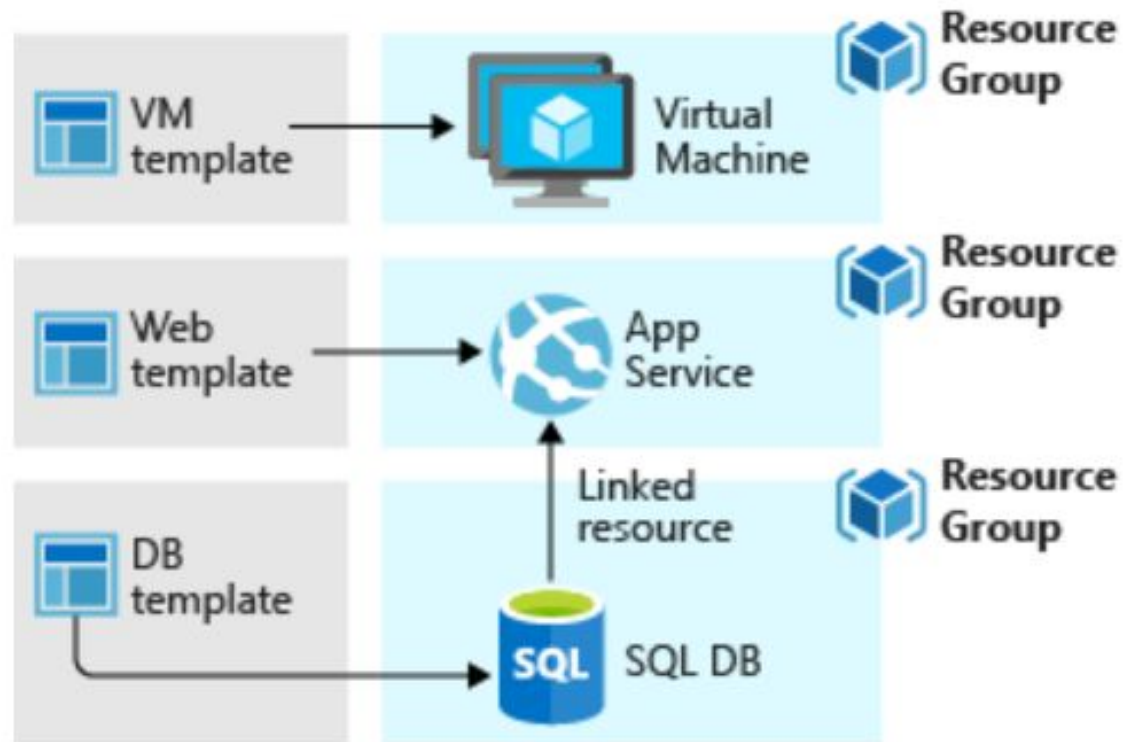 VM
template
Virtual
Machine
Resource
Group
Web
template
App
Service
Resource
Group
Linked
resource
DB
template
SQL
SQL DB
Resource
Group